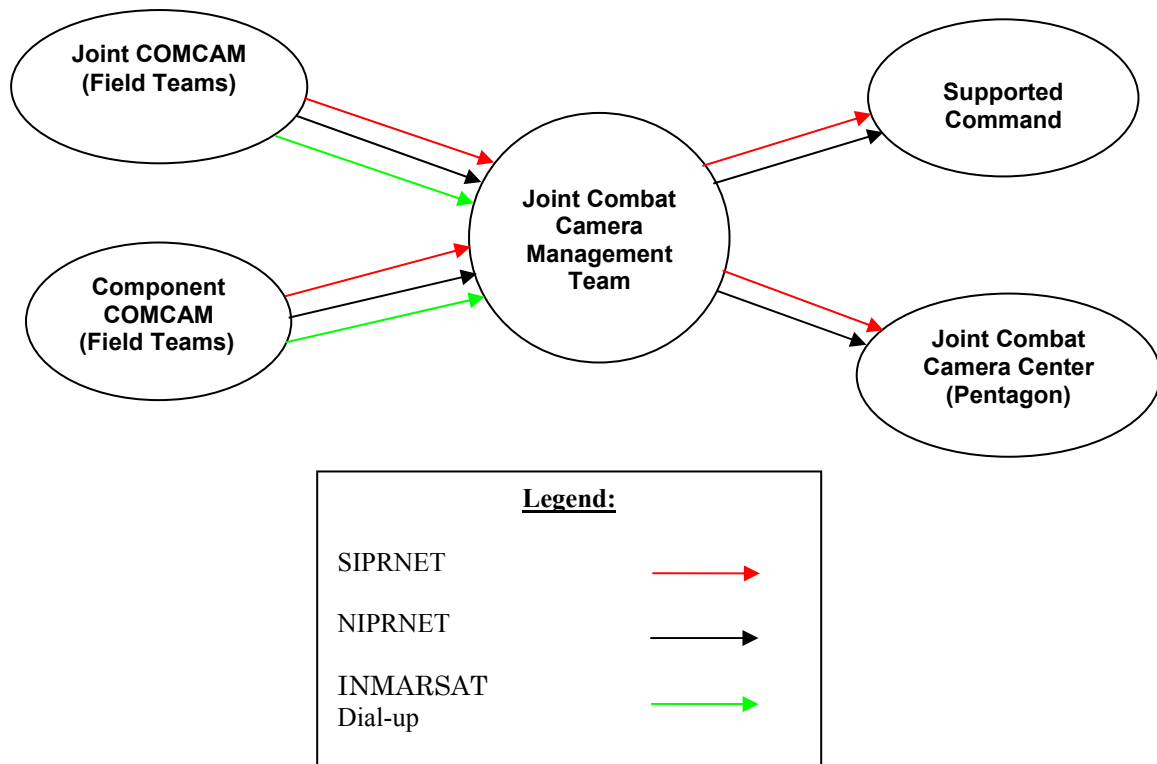 Joint COMCAM
(Field Teams)
Supported
Command
Joint Combat
Camera
Management
Team
Component
COMCAM
(Field Teams)
Joint Combat
Camera Center
(Pentagon)
Legend:
SIPRNET
NIPRNET
INMARSAT
Dial-up